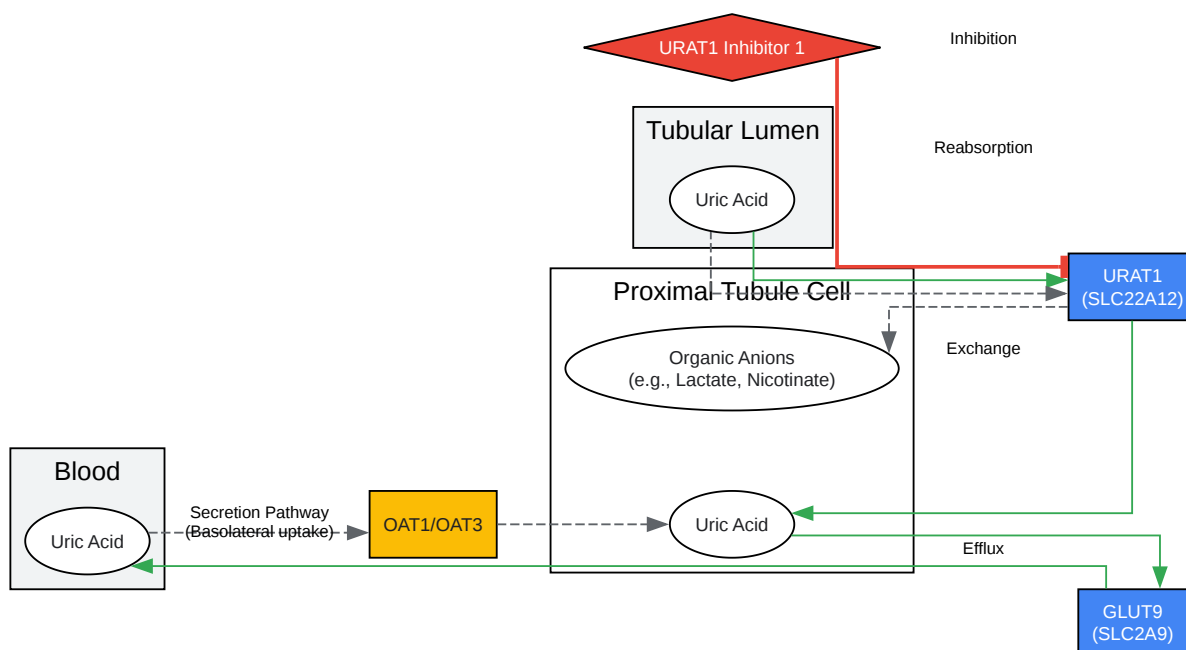 URAT1 Inhibitor 1
Inhibition
Tubular Lumen
Reabsorption
Uric Acid
URAT1
(SLC22A12)
Proximal Tubule Cell
Exchange
Organic Anions
(e.g., Lactate, Nicotinate)
Blood
Secretion Pathway
(Basolateral uptake)
OAT1/OAT3
Uric Acid
Uric Acid
Efflux
GLUT9
(SLC2A9)